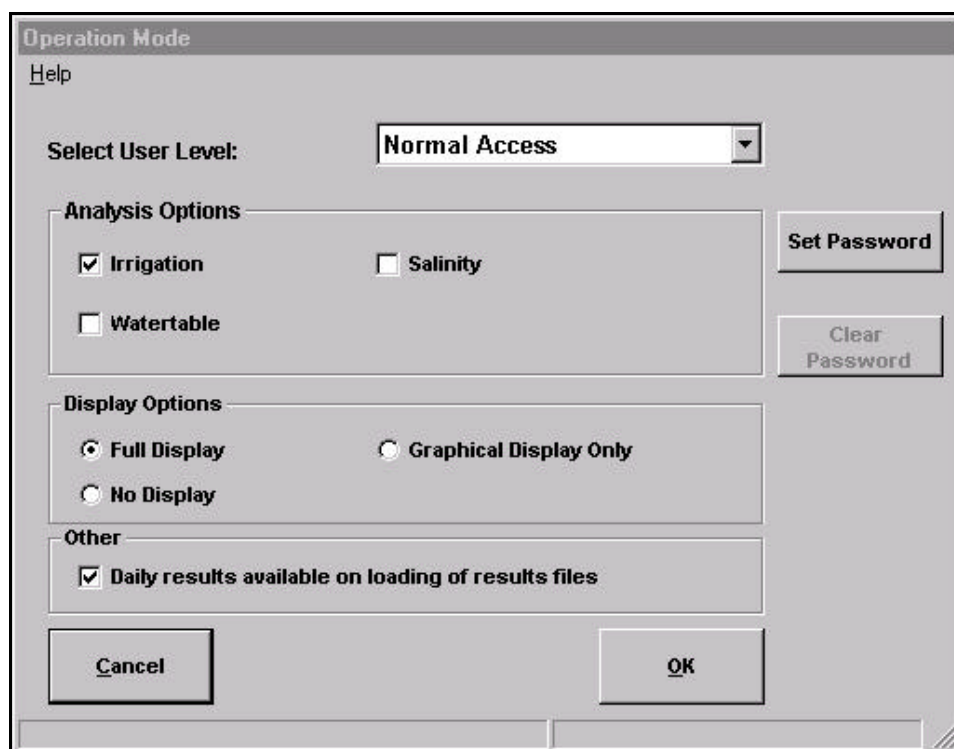 Operation Mode
Help
Select User Level: Normal Access
Analysis Options
Irrigation Salinity
Watertable
Set Password
Clear
Password
Display Options
Full Display Graphical Display Only
No Display
Other
Daily results available on loading of results files
Cancel OK